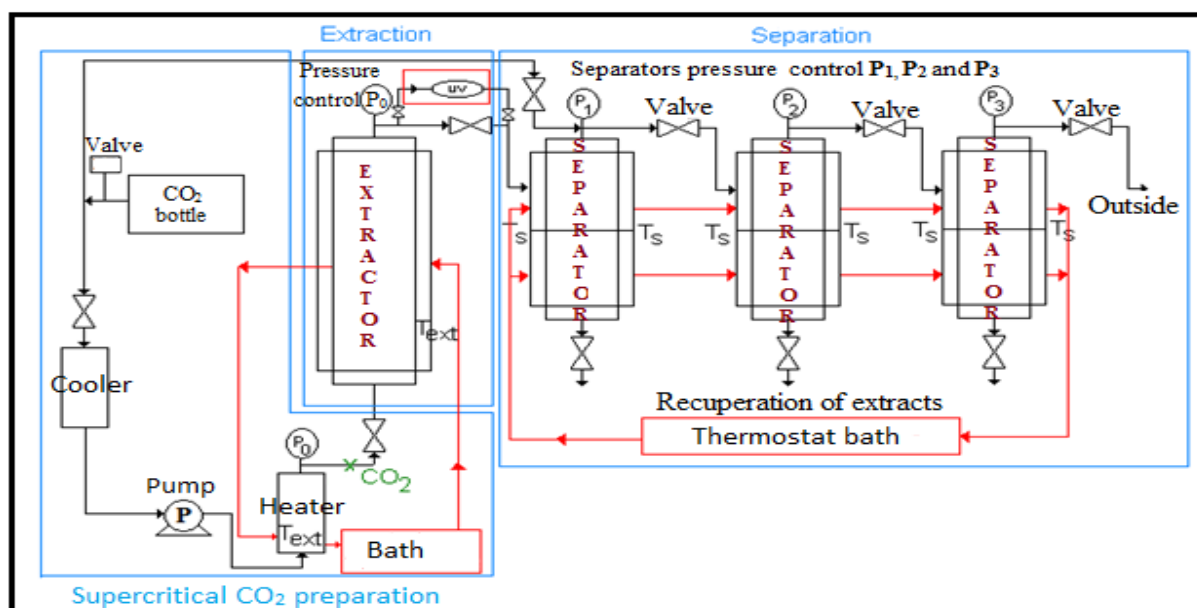 Extraction
Separation
Pressure
control P₀
uv
Separators pressure control P₁, P₂ and P₃
P₁
Valve
P₂
Valve
P₃
Valve
Valve
CO₂
bottle
EXTRACTOR
SEPARATOR
SEPARATOR
SEPARATOR
Outside
Tₛ
Tₛ
Tₛ
Tₛ
Tₛ
Tₛ
Text
Cooler
Recuperation of extracts
Thermostat bath
P₀
CO₂
Pump
P
Heater
Text
Bath
Supercritical CO₂ preparation